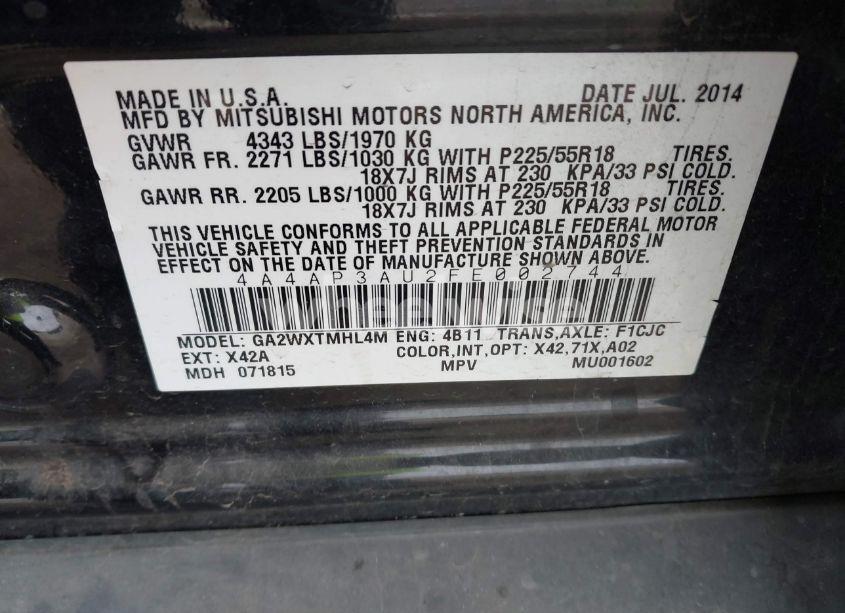 MADE IN U.S.A. DATE JUL. 2014
MFD BY MITSUBISHI MOTORS NORTH AMERICA, INC.
GVWR 4343 LBS/1970 KG
GAWR FR. 2271 LBS/1030 KG WITH P225/55R18 TIRES.
18X7J RIMS AT 230 KPA/33 PSI COLD.
GAWR RR. 2205 LBS/1000 KG WITH P225/55R18 TIRES.
18X7J RIMS AT 230 KPA/33 PSI COLD.
THIS VEHICLE CONFORMS TO ALL APPLICABLE FEDERAL MOTOR
VEHICLE SAFETY AND THEFT PREVENTION STANDARDS IN
EFFECT ON THE DATE OF MANUFACTURE SHOWN ABOVE.
4A4AP3AU2FE002744
MODEL: GA2WXTMHL4M ENG: 4B11 TRANS,AXLE: F1CJC
EXT: X42A COLOR,INT,OPT: X42,71X,A02
MDH 071815 MPV MU001602